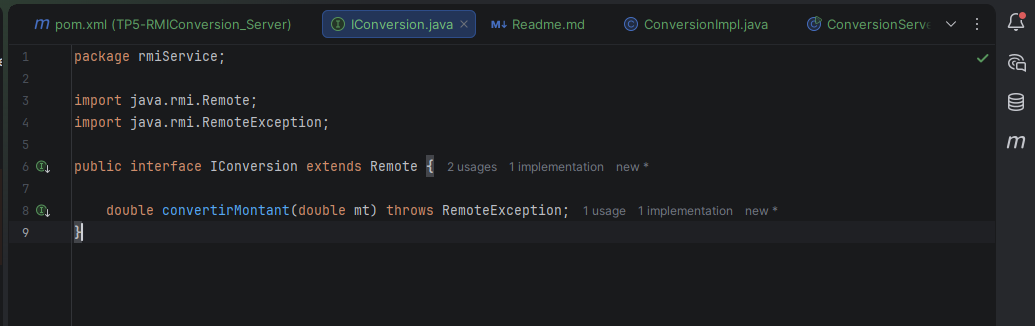 m pom.xml (TP5-RMIConversion_Server) IConversion.java M↓ Readme.md ConversionImpl.java ConversionServe
1 package rmiService;
2
3 import java.rmi.Remote;
4 import java.rmi.RemoteException;
5
6 public interface IConversion extends Remote { 2 usages 1 implementation new *
7
8 double convertirMontant(double mt) throws RemoteException; 1 usage 1 implementation new *
9 }
m